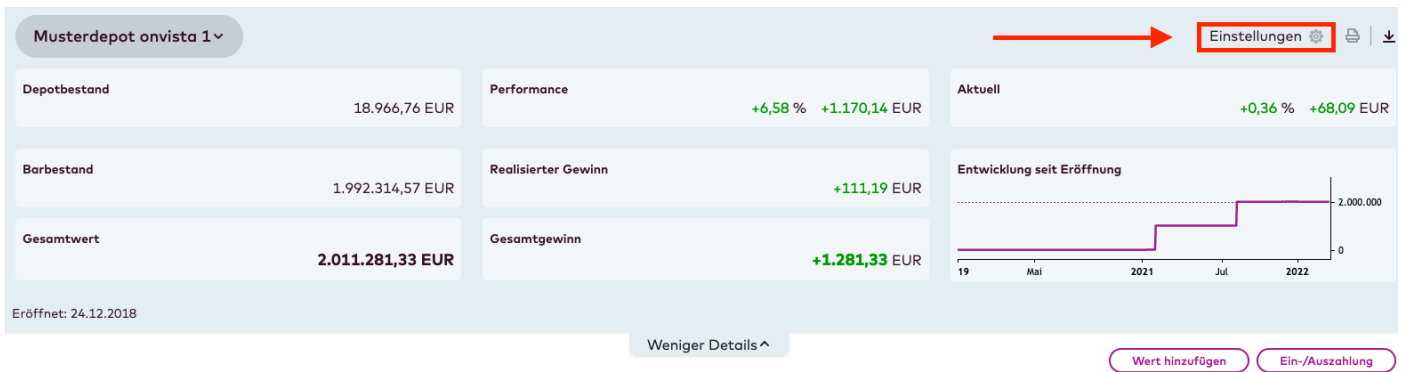 Musterdepot onvista 1
Einstellungen
Depotbestand
18.966,76 EUR
Performance
+6,58 % +1.170,14 EUR
Aktuell
+0,36 % +68,09 EUR
Barbestand
1.992.314,57 EUR
Realisierter Gewinn
+111,19 EUR
Entwicklung seit Eröffnung
2.000.000
0
19 Mai 2021 Jul 2022
Gesamtwert
2.011.281,33 EUR
Gesamtgewinn
+1.281,33 EUR
Eröffnet: 24.12.2018
Weniger Details
Wert hinzufügen
Ein-/Auszahlung